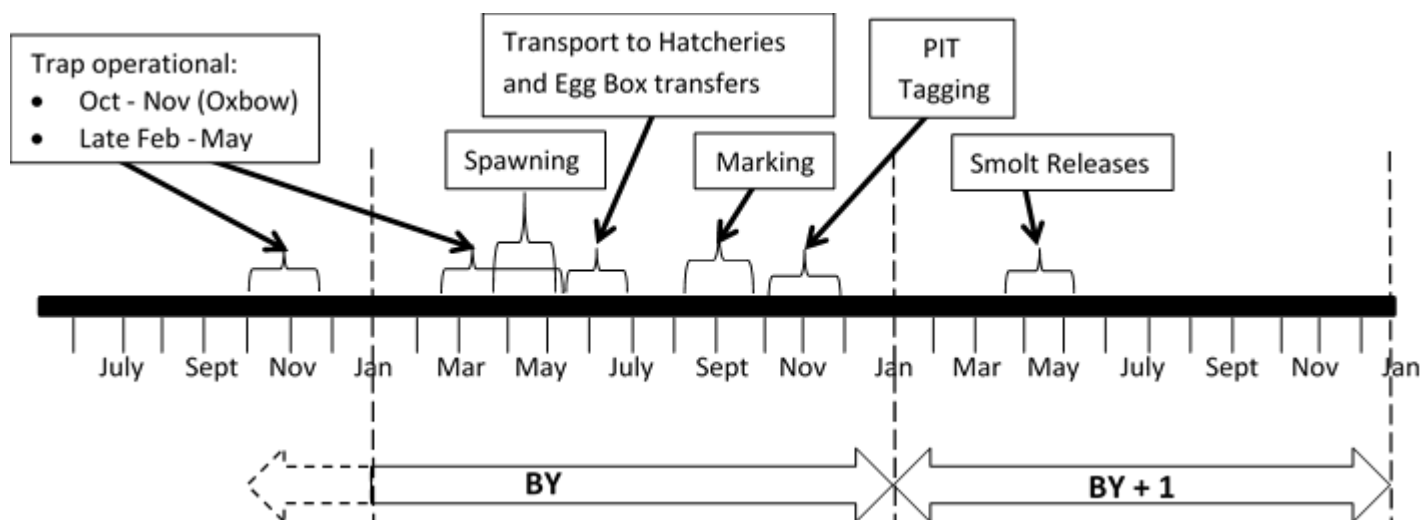 Trap operational:
• Oct - Nov (Oxbow)
• Late Feb - May
Transport to Hatcheries
and Egg Box transfers
PIT
Tagging
Spawning
Marking
Smolt Releases
July Sept Nov Jan Mar May July Sept Nov Jan Mar May July Sept Nov Jan
BY BY + 1